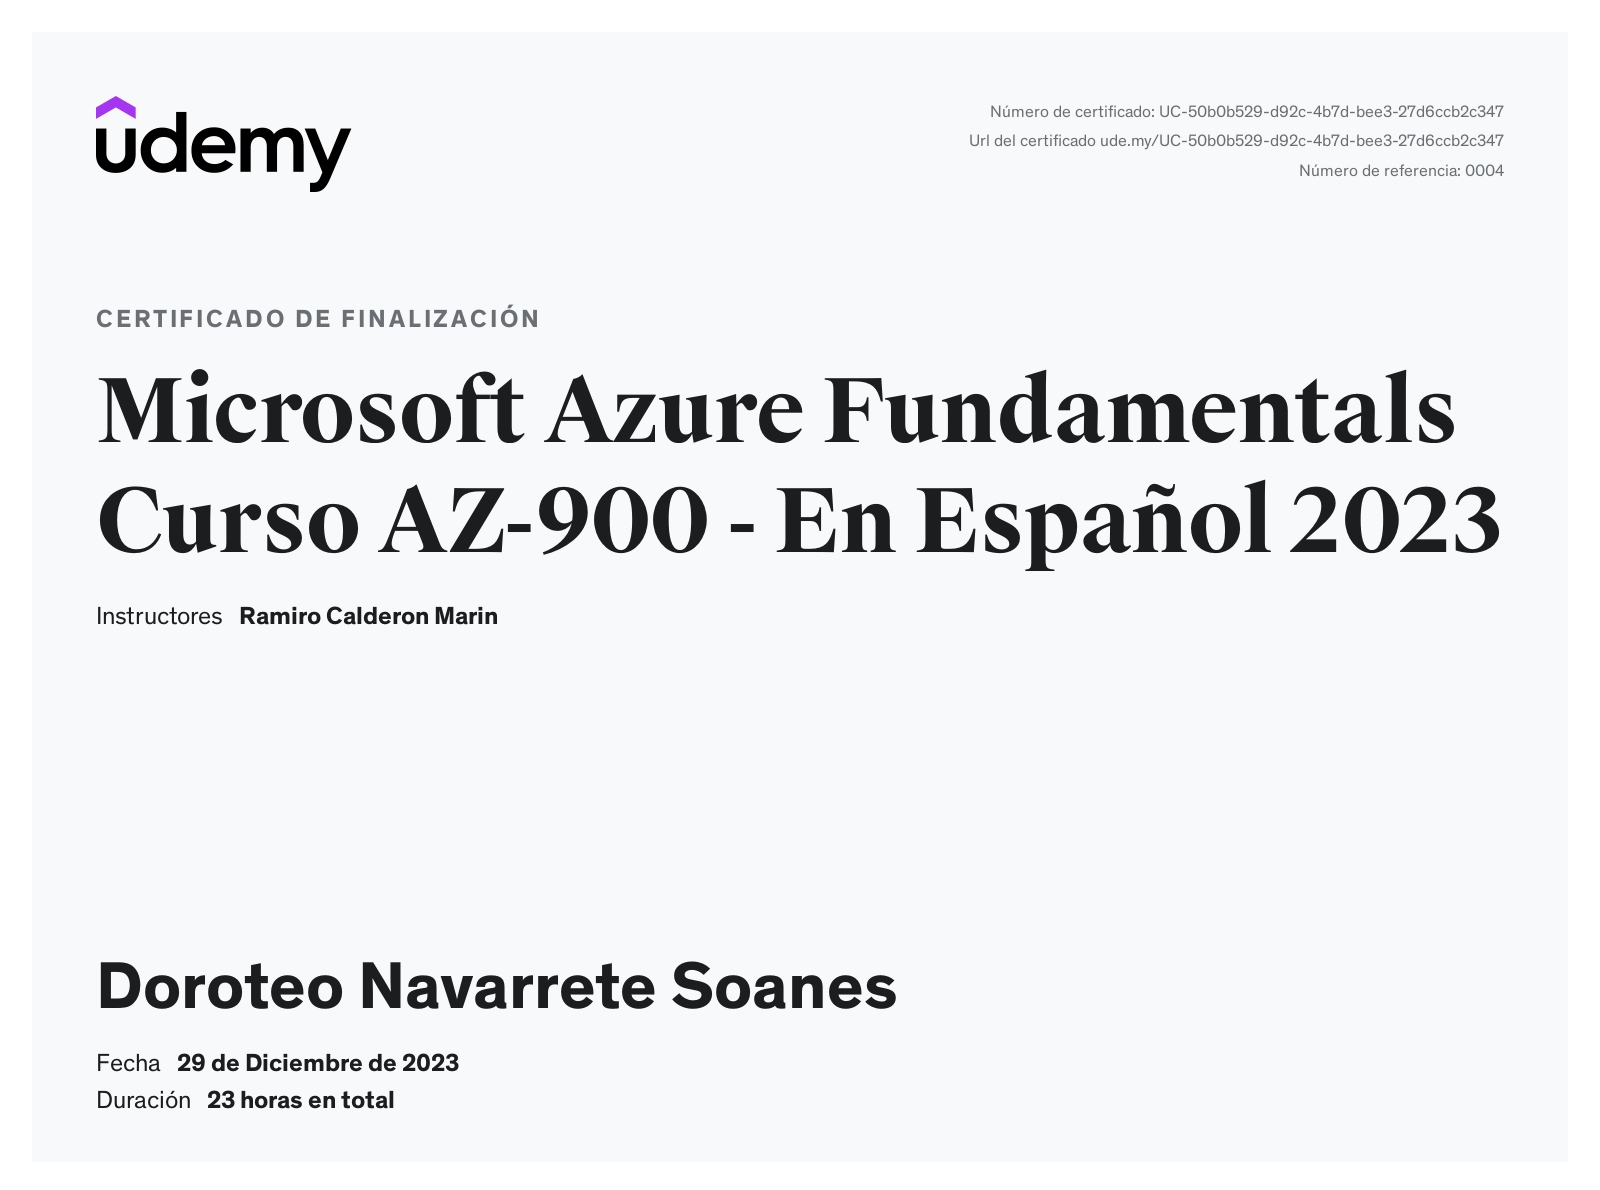 udemy
Número de certificado: UC-50b0b529-d92c-4b7d-bee3-27d6ccb2c347
Url del certificado ude.my/UC-50b0b529-d92c-4b7d-bee3-27d6ccb2c347
Número de referencia: 0004
CERTIFICADO DE FINALIZACIÓN
Microsoft Azure Fundamentals
Curso AZ-900 - En Español 2023
Instructores Ramiro Calderon Marin
Doroteo Navarrete Soanes
Fecha 29 de Diciembre de 2023
Duración 23 horas en total